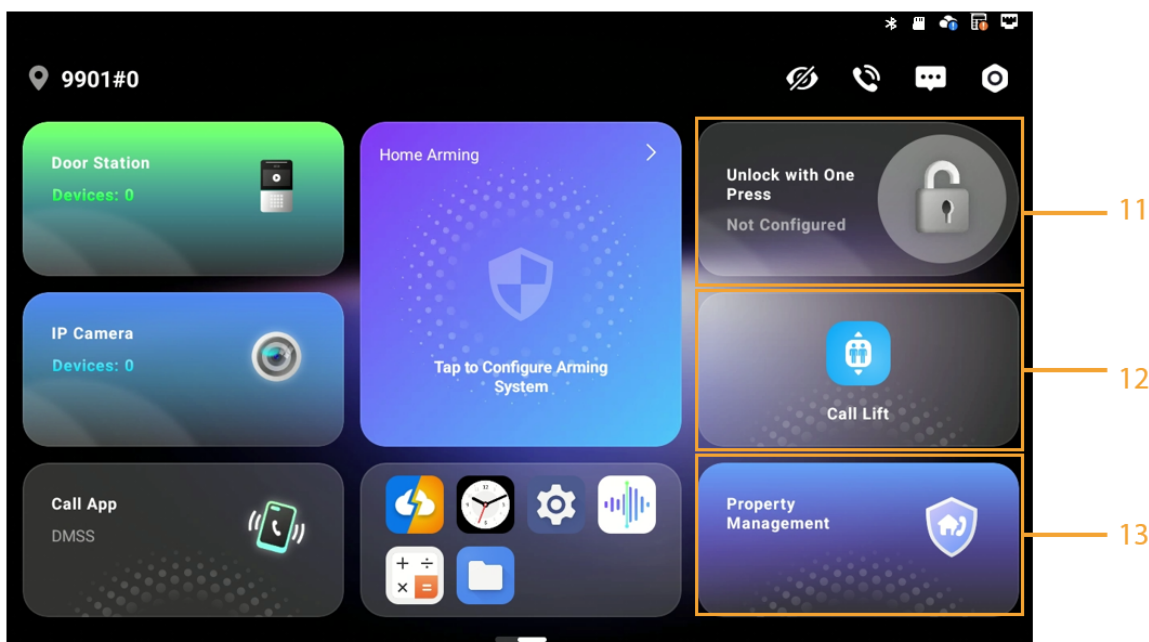 9901#0
Door Station
Devices: 0
Home Arming
Unlock with One
Press
Not Configured
11
IP Camera
Devices: 0
Tap to Configure Arming
System
Call Lift
12
Call App
DMSS
Property
Management
13